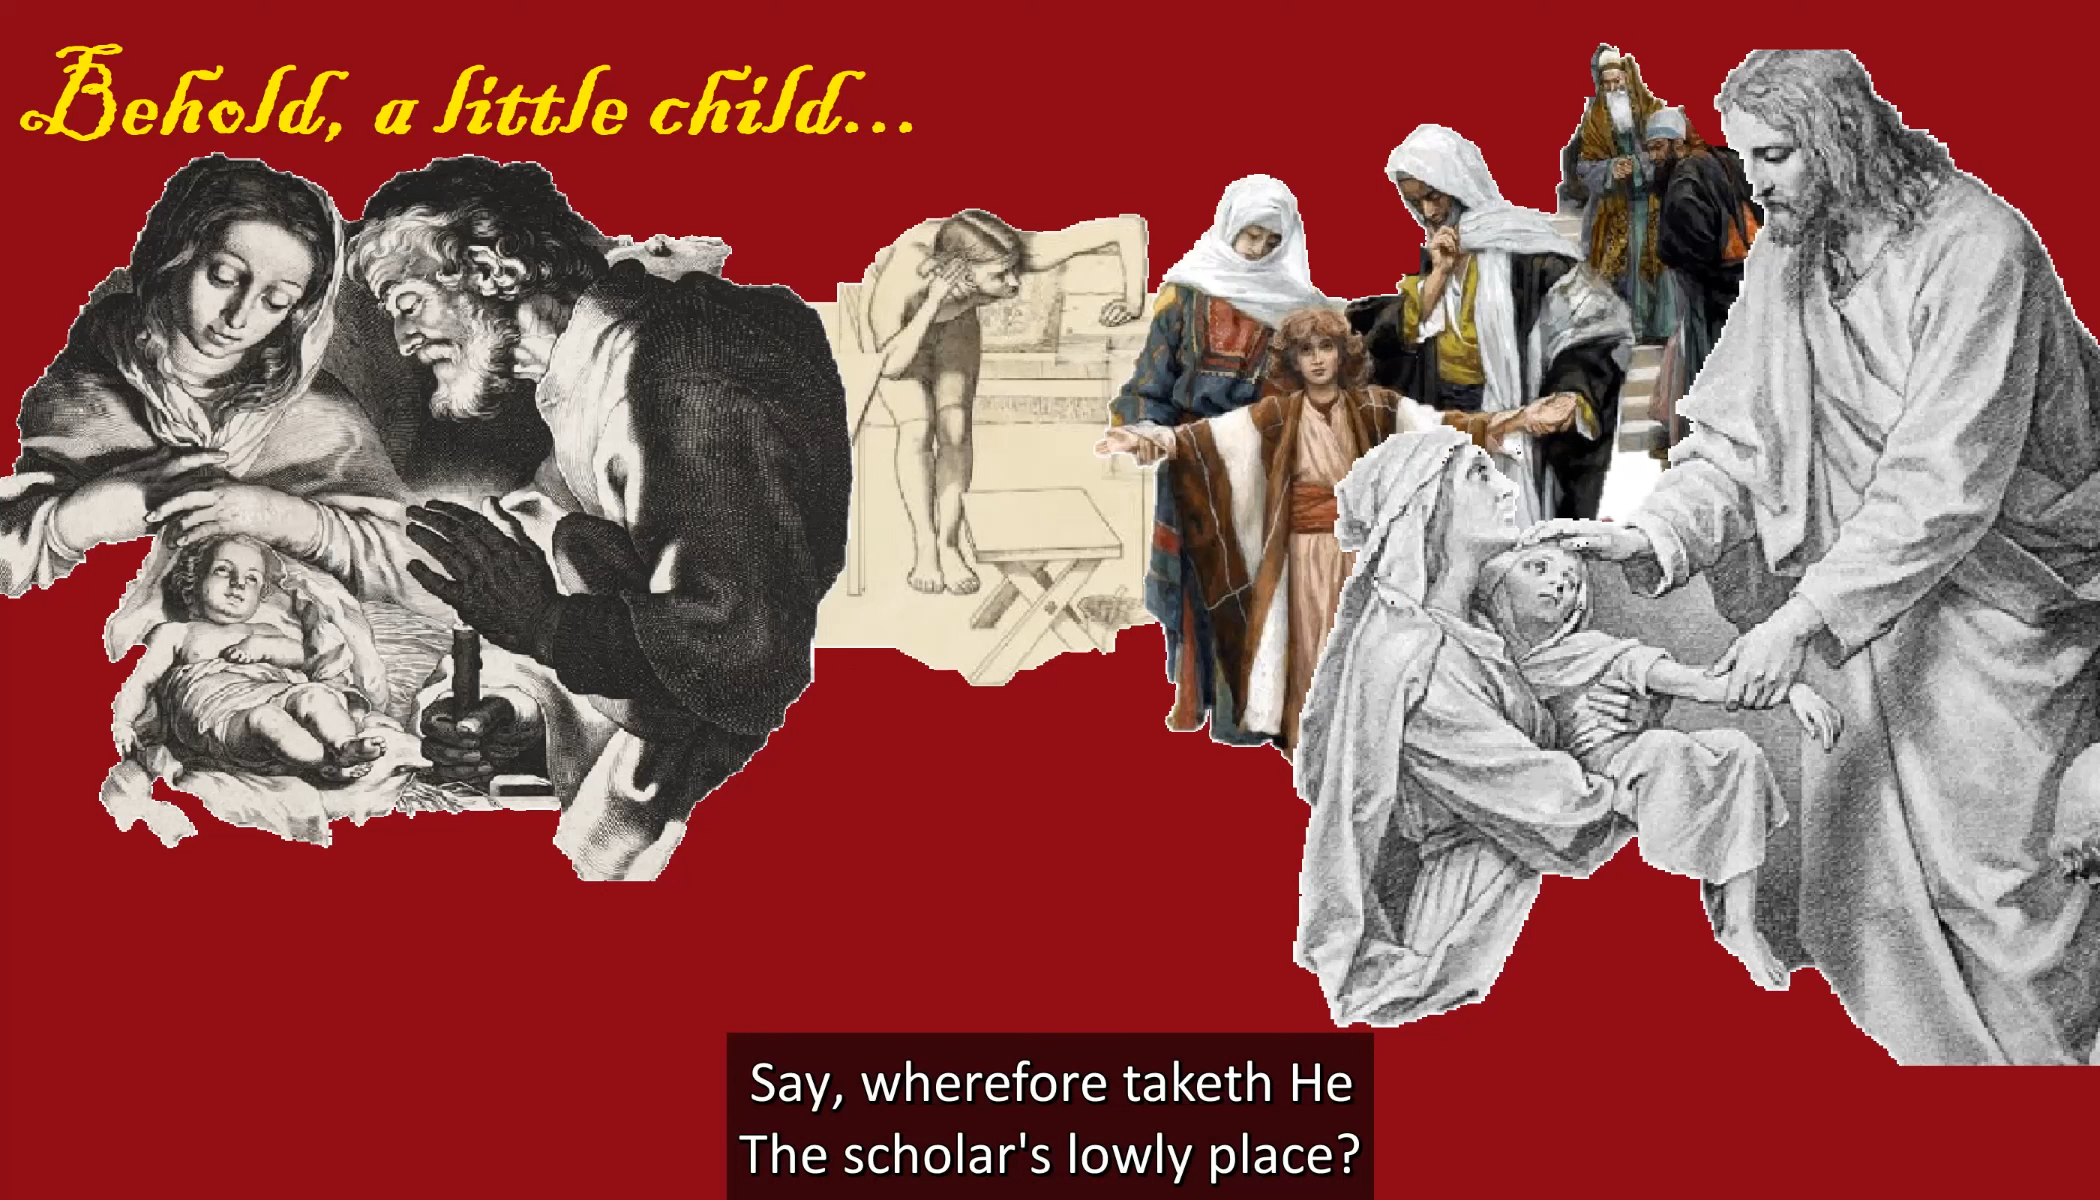 Behold, a little child...
Say, wherefore taketh He
The scholar's lowly place?